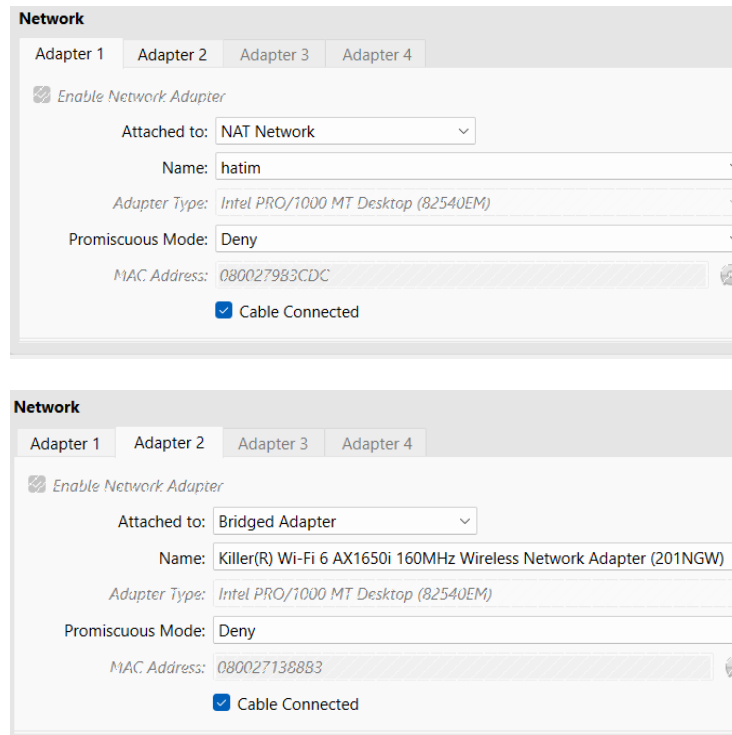 Network
Adapter 1 Adapter 2 Adapter 3 Adapter 4
Enable Network Adapter
Attached to: NAT Network
Name: hatim
Adapter Type: Intel PRO/1000 MT Desktop (82540EM)
Promiscuous Mode: Deny
MAC Address: 0800279B3CDC
Cable Connected
Network
Adapter 1 Adapter 2 Adapter 3 Adapter 4
Enable Network Adapter
Attached to: Bridged Adapter
Name: Killer(R) Wi-Fi 6 AX1650i 160MHz Wireless Network Adapter (201NGW)
Adapter Type: Intel PRO/1000 MT Desktop (82540EM)
Promiscuous Mode: Deny
MAC Address: 0800271388B3
Cable Connected